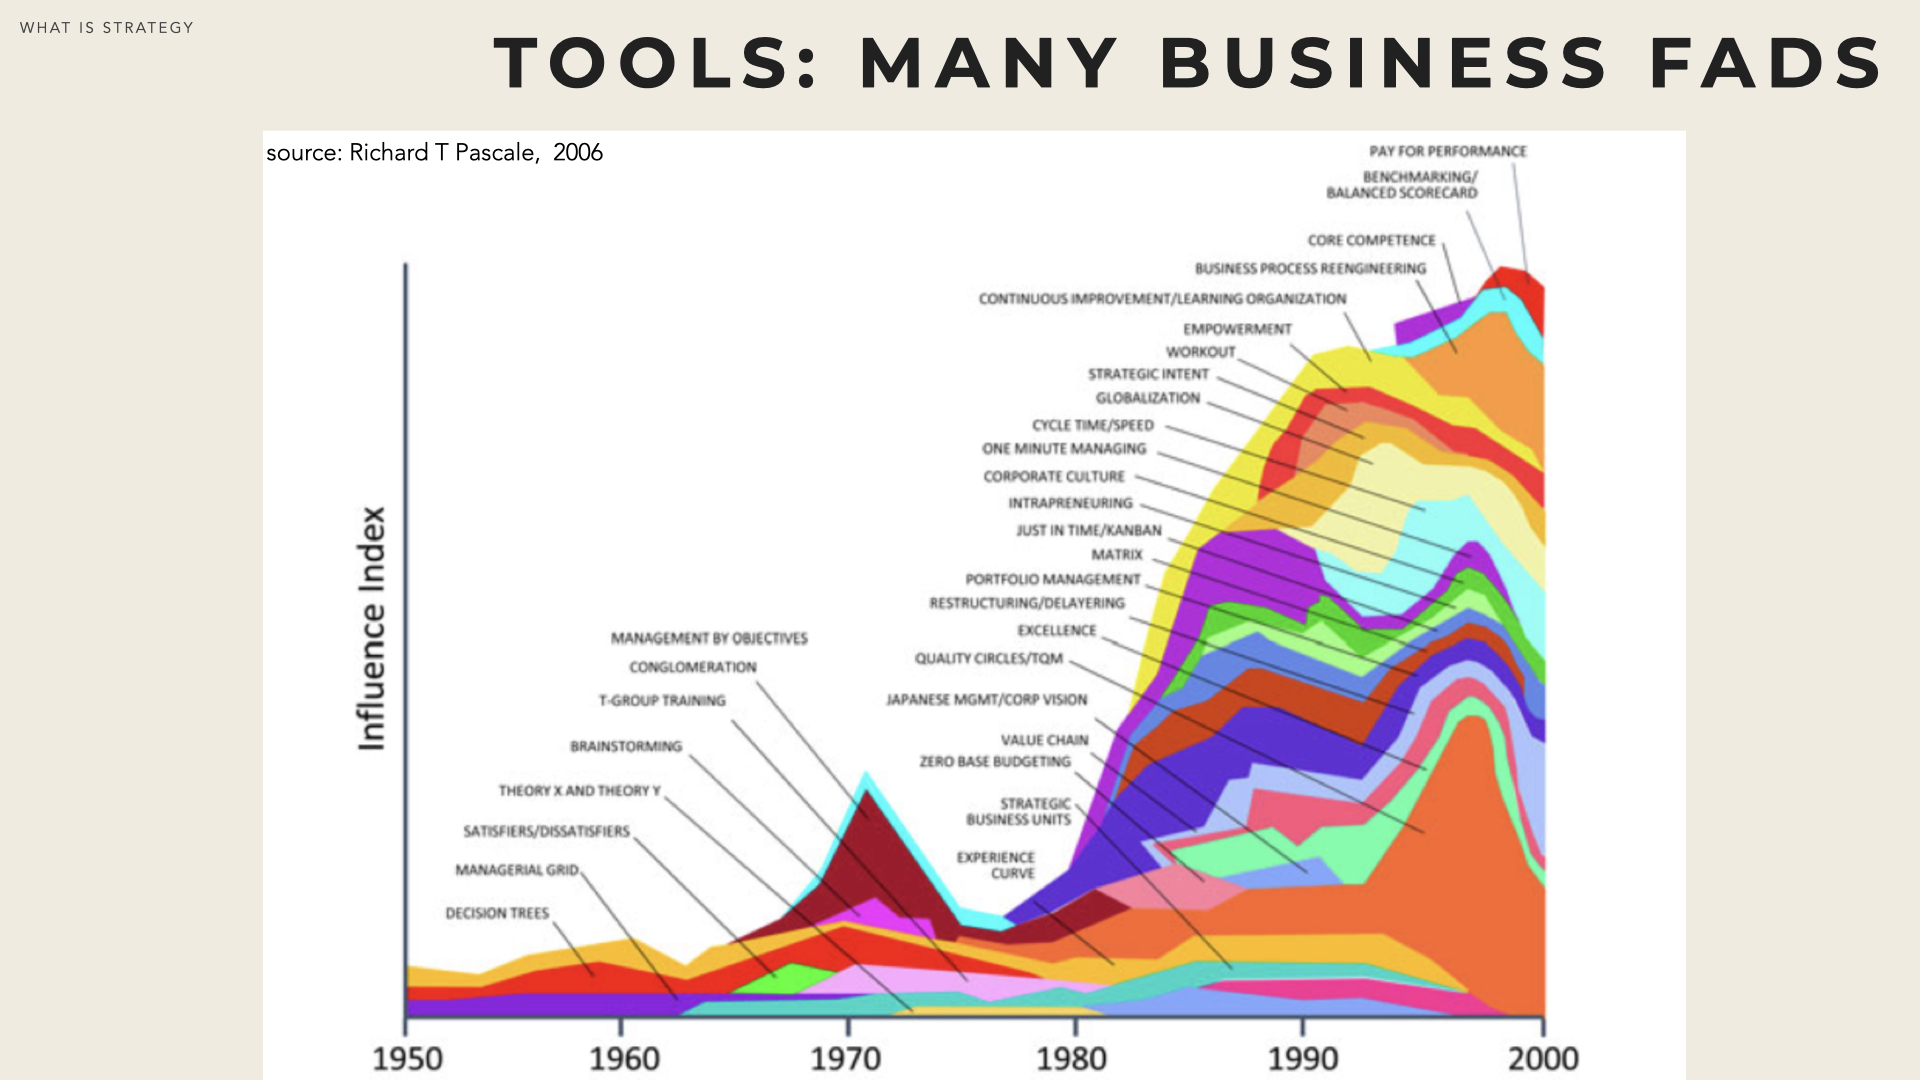 WHAT IS STRATEGY
TOOLS: MANY BUSINESS FADS
source: Richard T Pascale, 2006
PAY FOR PERFORMANCE
BENCHMARKING/
BALANCED SCORECARD
CORE COMPETENCE
BUSINESS PROCESS REENGINEERING
CONTINUOUS IMPROVEMENT/LEARNING ORGANIZATION
EMPOWERMENT
WORKOUT
STRATEGIC INTENT
GLOBALIZATION
CYCLE TIME/SPEED
ONE MINUTE MANAGING
CORPORATE CULTURE
INTRAPRENEURING
JUST IN TIME/KANBAN
MATRIX
PORTFOLIO MANAGEMENT
RESTRUCTURING/DELAYERING
EXCELLENCE
QUALITY CIRCLES/TQM
JAPANESE MGMT/CORP VISION
VALUE CHAIN
ZERO BASE BUDGETING
STRATEGIC
BUSINESS UNITS
EXPERIENCE
CURVE
MANAGEMENT BY OBJECTIVES
CONGLOMERATION
T-GROUP TRAINING
BRAINSTORMING
THEORY X AND THEORY Y
SATISFIERS/DISSATISFIERS
MANAGERIAL GRID
DECISION TREES
Influence Index
1950 1960 1970 1980 1990 2000